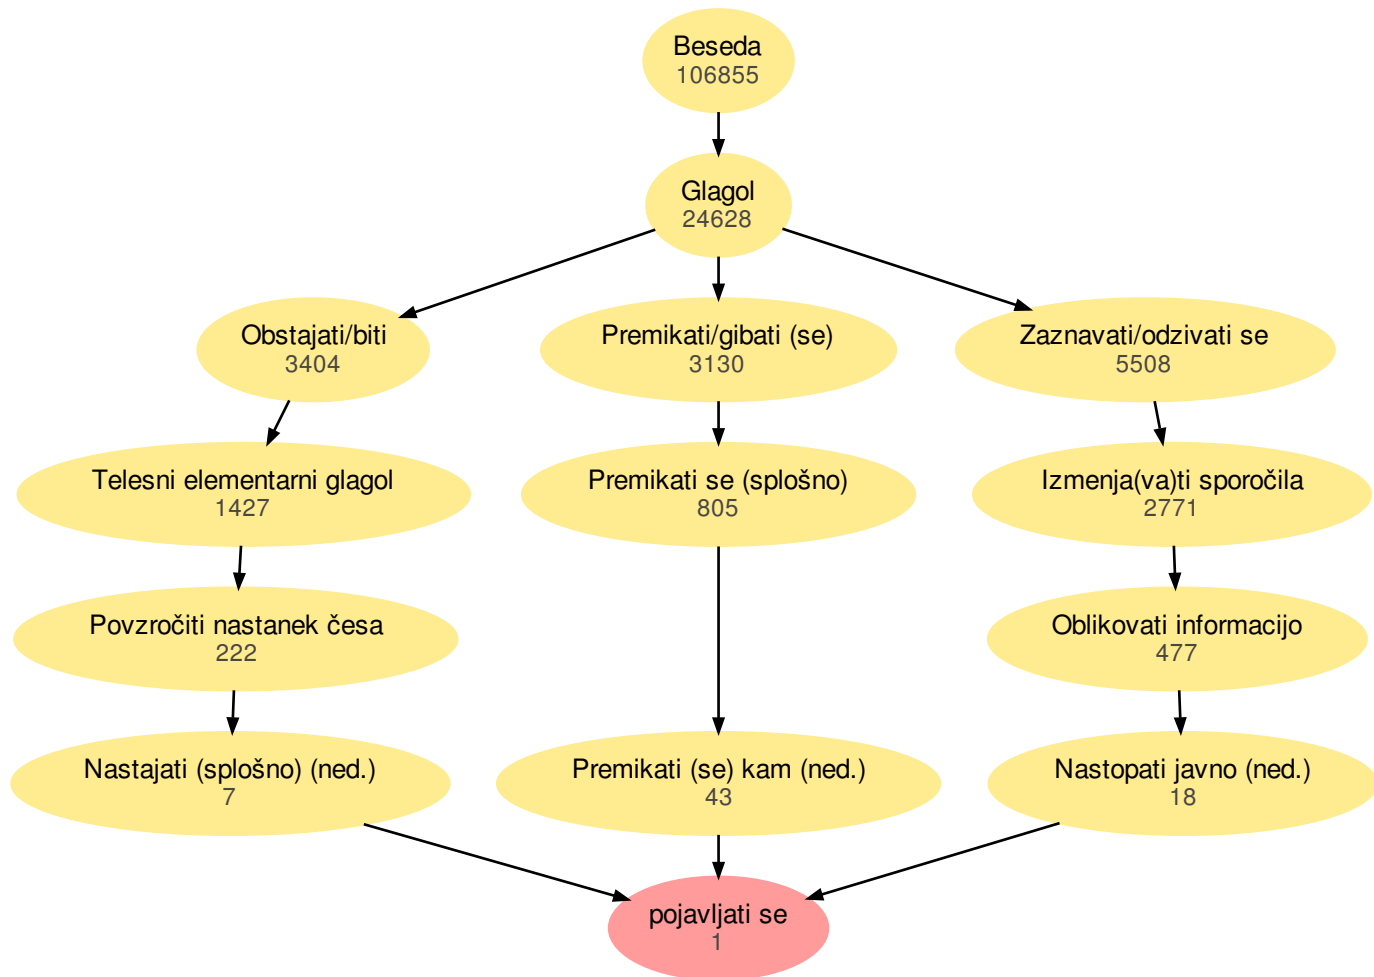 Beseda
106855
Glagol
24628
Obstajati/biti
3404
Premikati/gibati (se)
3130
Zaznavati/odzivati se
5508
Telesni elementarni glagol
1427
Premikati se (splošno)
805
Izmenja(va)ti sporočila
2771
Povzročiti nastanek česa
222
Oblikovati informacijo
477
Nastajati (splošno) (ned.)
7
Premikati (se) kam (ned.)
43
Nastopati javno (ned.)
18
pojavljati se
1